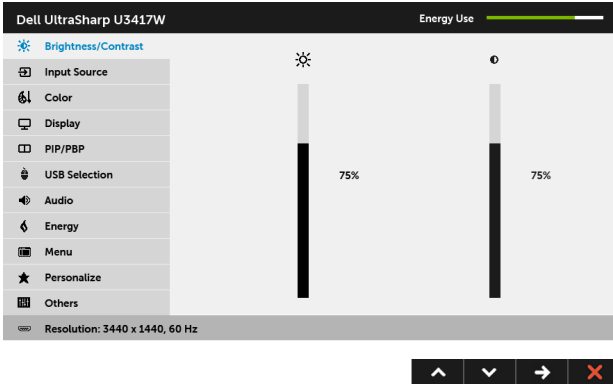 Dell UltraSharp U3417W
Energy Use
Brightness/Contrast
Input Source
Color
Display
PIP/PBP
USB Selection
Audio
Energy
Menu
Personalize
Others
75%
75%
Resolution: 3440 x 1440, 60 Hz